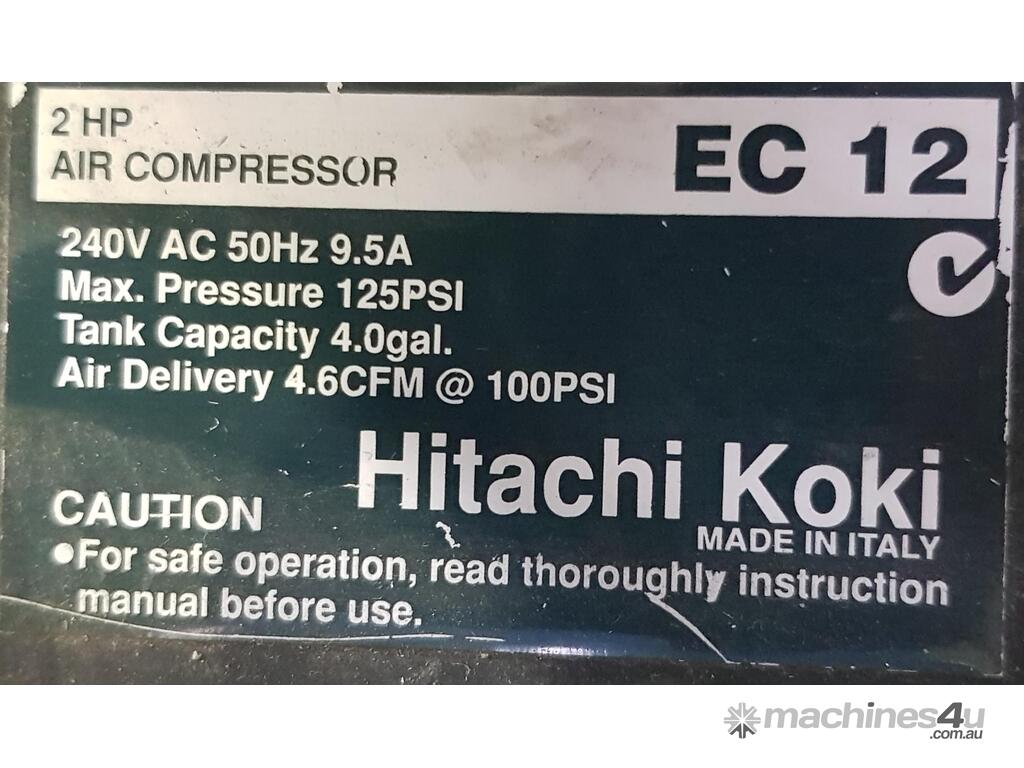 2 HP
AIR COMPRESSOR
EC 12
240V AC 50Hz 9.5A
Max. Pressure 125PSI
Tank Capacity 4.0gal.
Air Delivery 4.6CFM @ 100PSI
Hitachi Koki
MADE IN ITALY
CAUTION
●For safe operation, read thoroughly instruction
manual before use.
machines4u
.com.au